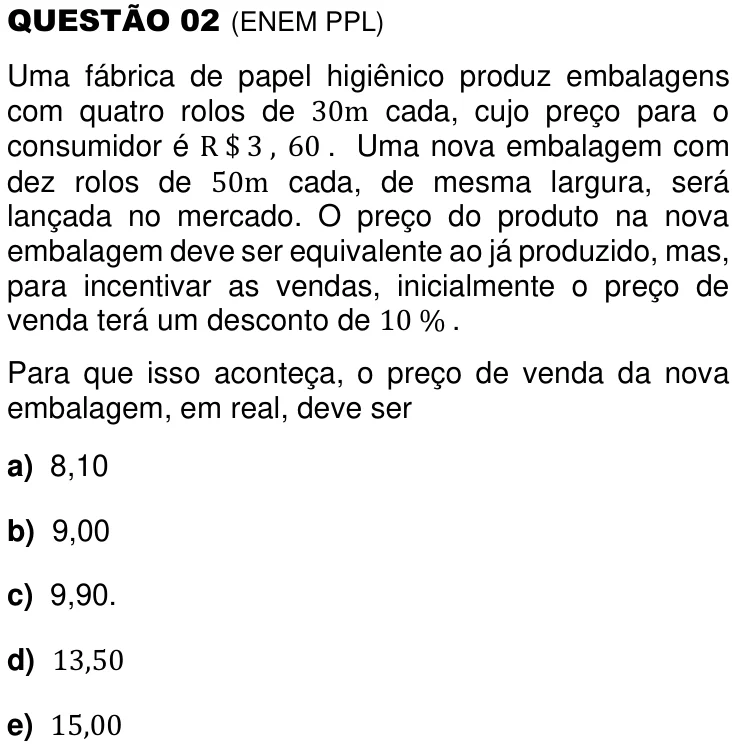 QUESTÃO 02 (ENEM PPL)
Uma fábrica de papel higiênico produz embalagens
com quatro rolos de 30m cada, cujo preço para o
consumidor é R $ 3 , 60 . Uma nova embalagem com
dez rolos de 50m cada, de mesma largura, será
lançada no mercado. O preço do produto na nova
embalagem deve ser equivalente ao já produzido, mas,
para incentivar as vendas, inicialmente o preço de
venda terá um desconto de 10 % .
Para que isso aconteça, o preço de venda da nova
embalagem, em real, deve ser
a) 8,10
b) 9,00
c) 9,90.
d) 13,50
e) 15,00